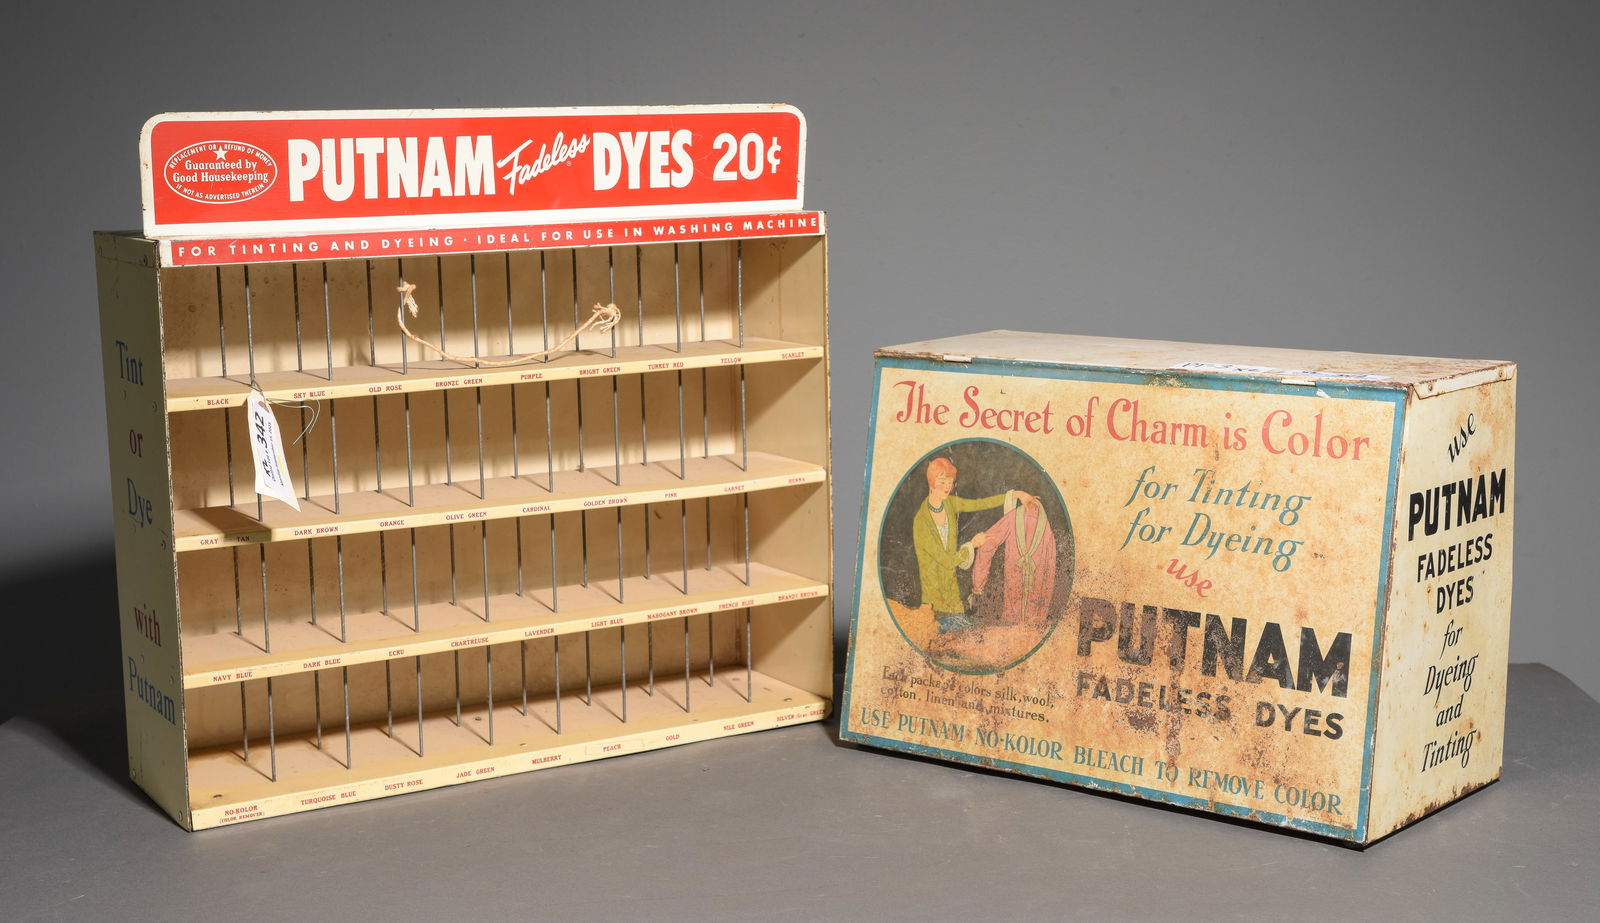 REPLACEMENT OR REFUND OF MONEY
Guaranteed by
Good Housekeeping
IF NOT AS ADVERTISED THEREIN
PUTNAM Fadeless DYES 20¢
FOR TINTING AND DYEING · IDEAL FOR USE IN WASHING MACHINE
BLACK SKY BLUE OLD ROSE BRONZE GREEN PURPLE BRIGHT GREEN TURKEY RED YELLOW SCARLET
GRAY TAN DARK BROWN ORANGE OLIVE GREEN CARDINAL GOLDEN BROWN PINK GARNET HENNA
NAVY BLUE DARK BLUE ECRU CHARTREUSE LAVENDER LIGHT BLUE MAHOGANY BROWN FRENCH BLUE BRANDY BROWN
NO-KOLOR TURQUOISE BLUE DUSTY ROSE JADE GREEN MULBERRY PEACH GOLD NILE GREEN SILVER GREEN
(COLOR REMOVER)
Tint
or
Dye
with
Putnam
342
The Secret of Charm is Color
for Tinting
for Dyeing
use
PUTNAM
FADELESS DYES
Each package colors silk, wool,
cotton, linen and mixtures.
USE PUTNAM NO-KOLOR BLEACH TO REMOVE COLOR
use
PUTNAM
FADELESS
DYES
for
Dyeing
and
Tinting